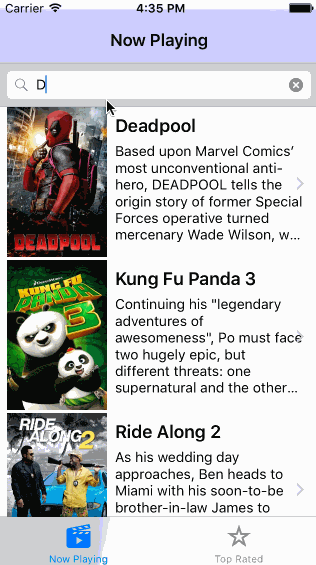 Carrier 4:35 PM
Now Playing
D
Deadpool
Based upon Marvel Comics’
most unconventional anti-
hero, DEADPOOL tells the
origin story of former Special
Forces operative turned
mercenary Wade Wilson, w...
DEADPOOL
Kung Fu Panda 3
Continuing his "legendary
adventures of
awesomeness", Po must face
two hugely epic, but
different threats: one
supernatural and the other...
KUNG FU
PANDA
3
Ride Along 2
As his wedding day
approaches, Ben heads to
Miami with his soon-to-be
brother-in-law James to
RIDE
ALONG 2
Now Playing
Top Rated